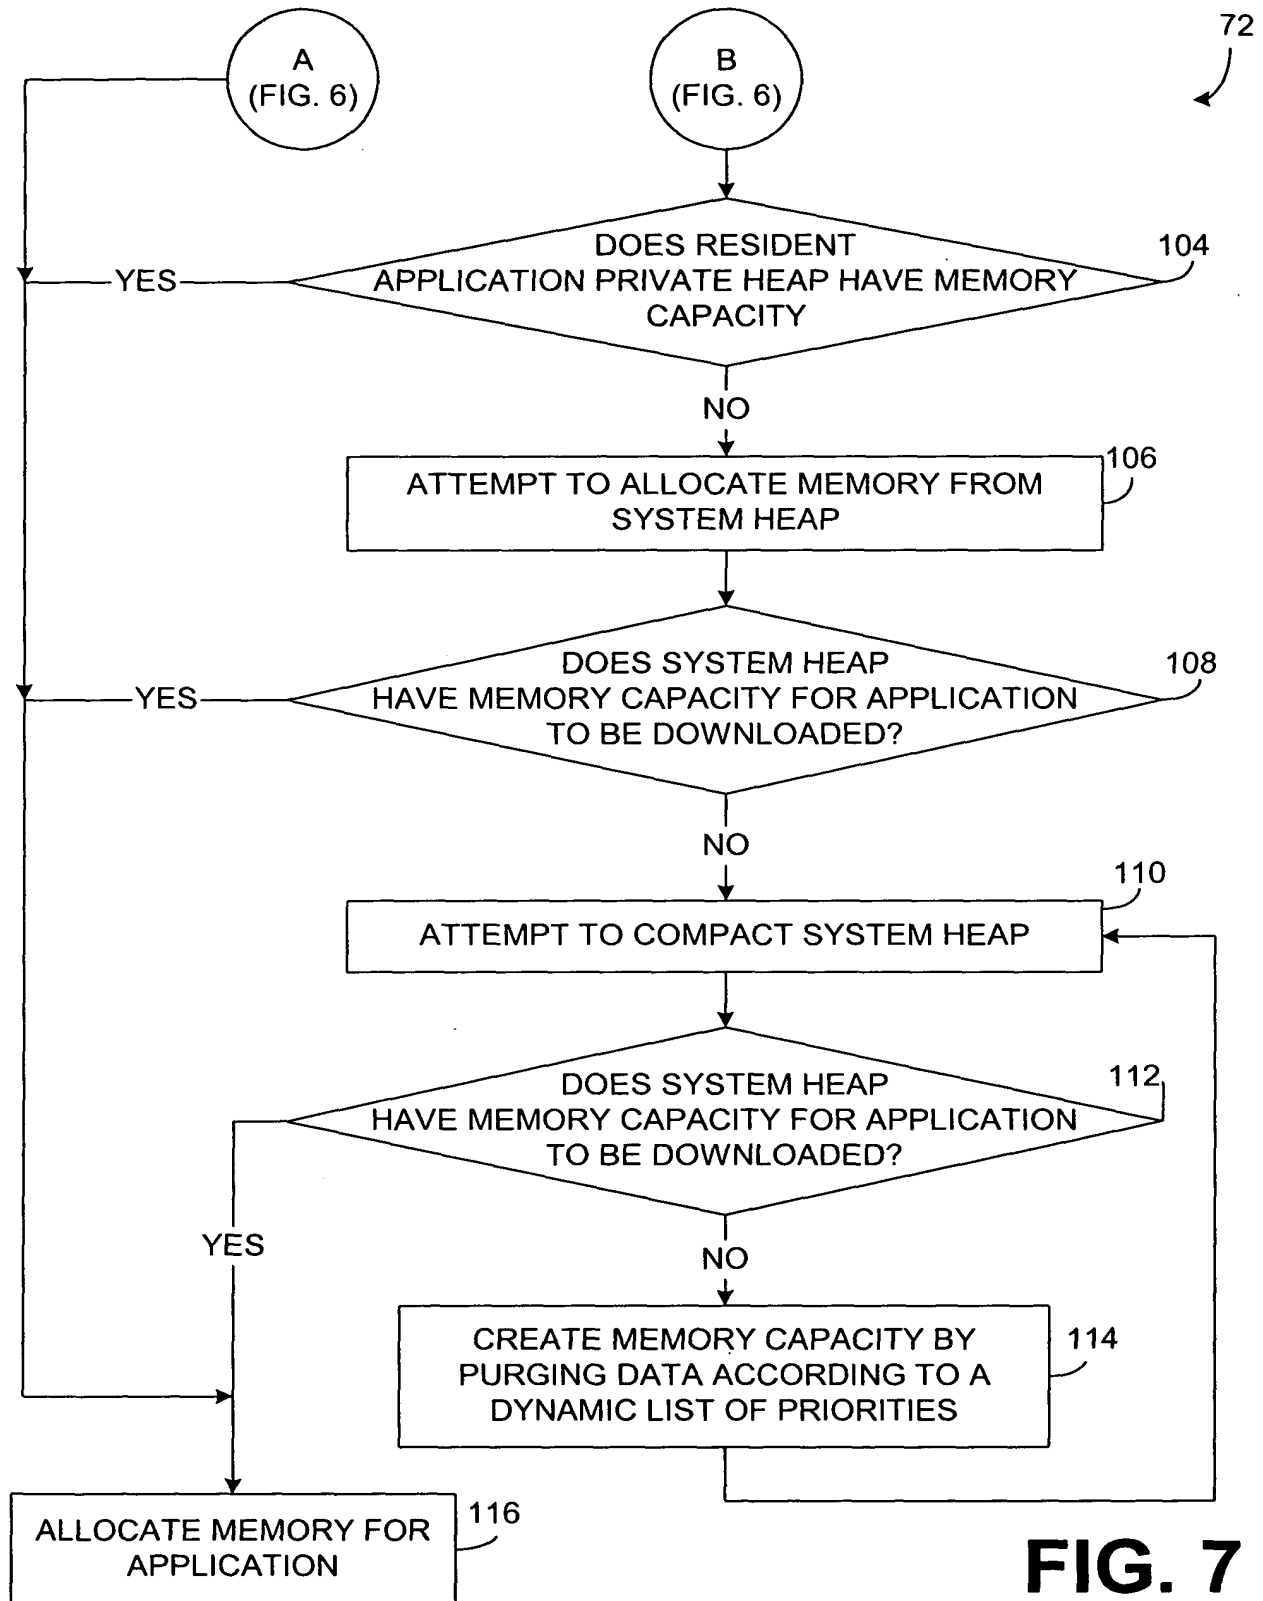 72
A
(FIG. 6)
B
(FIG. 6)
DOES RESIDENT
APPLICATION PRIVATE HEAP HAVE MEMORY
CAPACITY
104
YES
NO
106
ATTEMPT TO ALLOCATE MEMORY FROM
SYSTEM HEAP
DOES SYSTEM HEAP
HAVE MEMORY CAPACITY FOR APPLICATION
TO BE DOWNLOADED?
108
YES
NO
110
ATTEMPT TO COMPACT SYSTEM HEAP
DOES SYSTEM HEAP
HAVE MEMORY CAPACITY FOR APPLICATION
TO BE DOWNLOADED?
112
YES
NO
CREATE MEMORY CAPACITY BY
PURGING DATA ACCORDING TO A
DYNAMIC LIST OF PRIORITIES
114
ALLOCATE MEMORY FOR
APPLICATION
116
FIG. 7